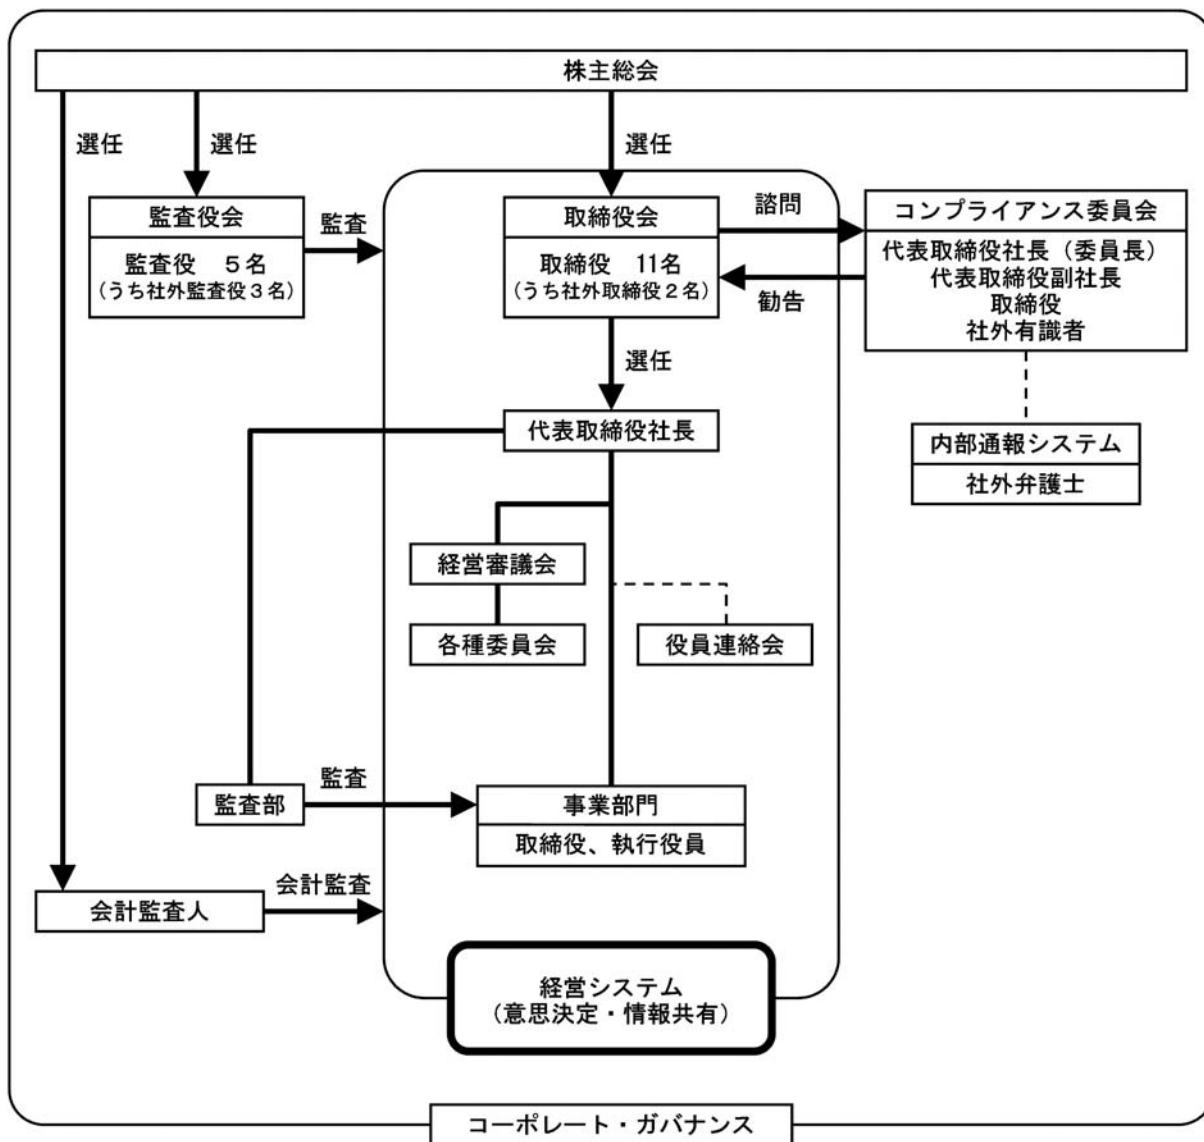 株主総会
選任
選任
選任
監査役会
監査役 5名
(うち社外監査役3名)
監査
取締役会
取締役 11名
(うち社外取締役2名)
諮問
勧告
コンプライアンス委員会
代表取締役社長(委員長)
代表取締役副社長
取締役
社外有識者
選任
代表取締役社長
内部通報システム
社外弁護士
経営審議会
各種委員会
役員連絡会
監査部
監査
事業部門
取締役、執行役員
会計監査人
会計監査
経営システム
(意思決定・情報共有)
コーポレート・ガバナンス